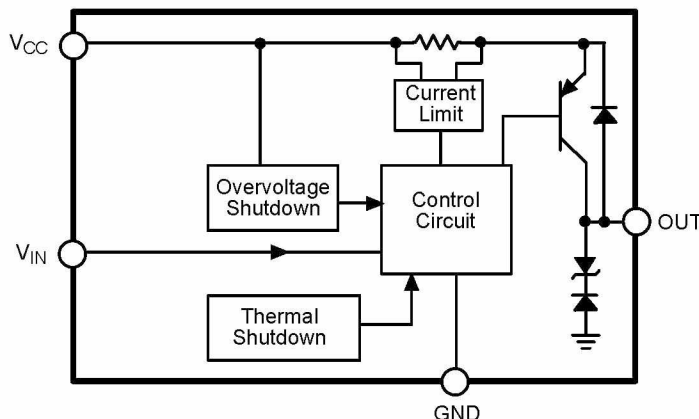 VCC
Current
Limit
Overvoltage
Shutdown
Control
Circuit
OUT
VIN
Thermal
Shutdown
GND